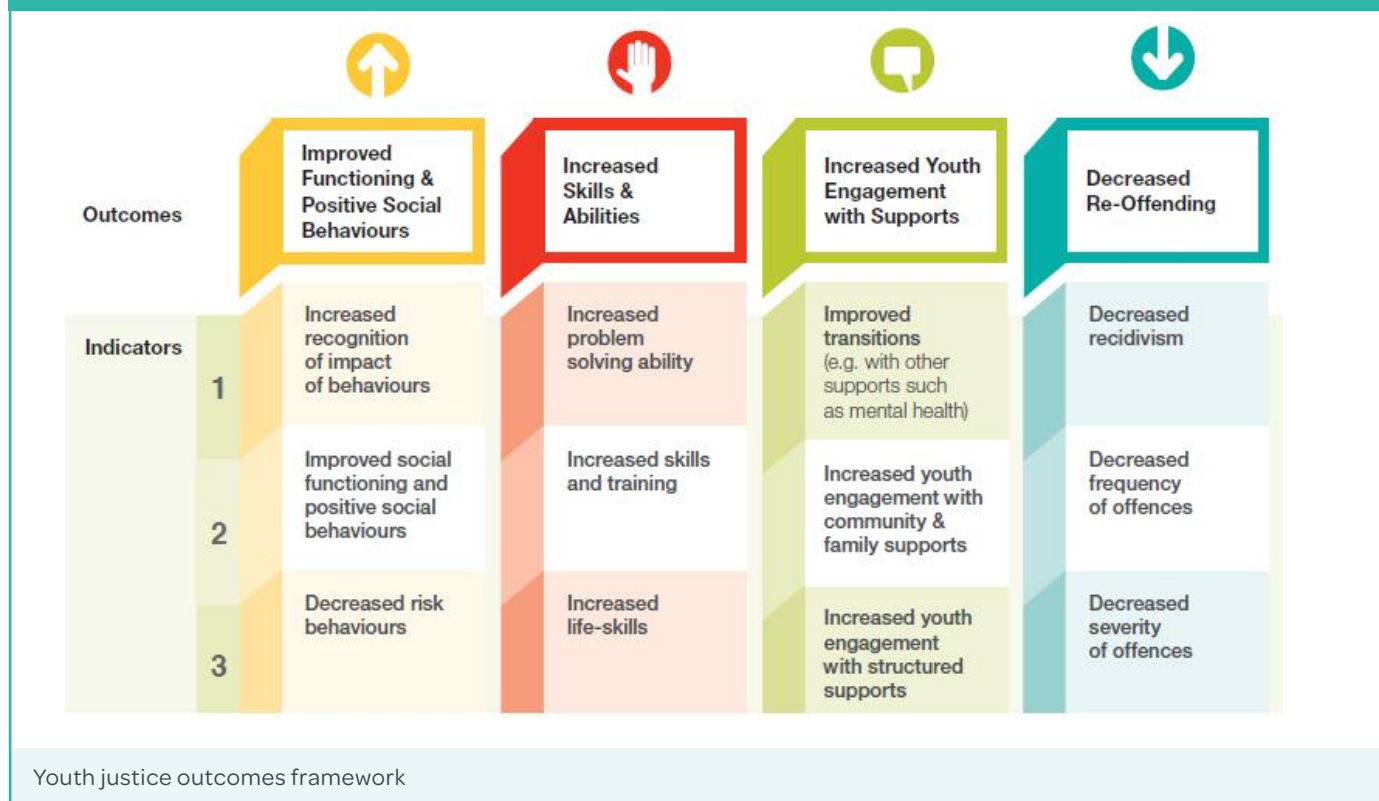 Outcomes
Improved
Functioning &
Positive Social
Behaviours
Increased
Skills &
Abilities
Increased Youth
Engagement
with Supports
Decreased
Re-Offending
Indicators
1
Increased
recognition
of impact
of behaviours
Increased
problem
solving ability
Improved
transitions
(e.g. with other
supports such
as mental health)
Decreased
recidivism
2
Improved social
functioning and
positive social
behaviours
Increased skills
and training
Increased youth
engagement with
community &
family supports
Decreased
frequency
of offences
3
Decreased risk
behaviours
Increased
life-skills
Increased youth
engagement
with structured
supports
Decreased
severity
of offences
Youth justice outcomes framework